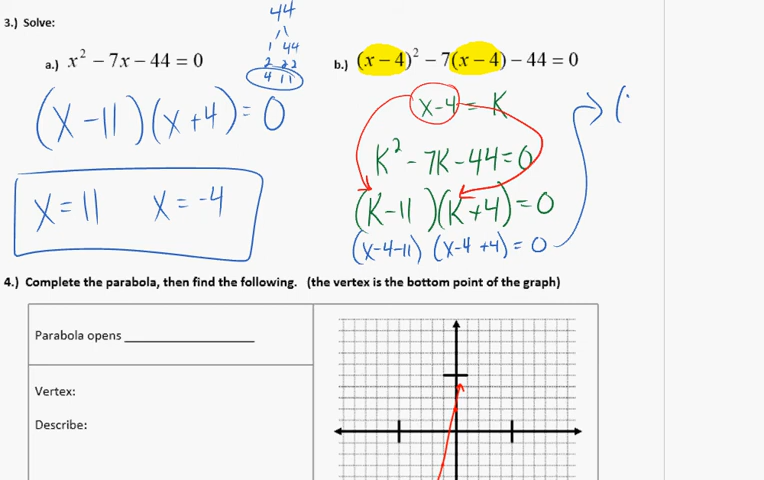 3.) Solve:
44
1 44
2 22
4 11
a.) x² − 7x − 44 = 0
(x −11)(x +4) = 0
x = 11 x = -4
b.) (x − 4)² − 7(x − 4) − 44 = 0
x-4 = K
K² - 7K - 44 = 0
(K-11)(K+4) = 0
(x-4-11) (x-4+4) = 0
(
4.) Complete the parabola, then find the following. (the vertex is the bottom point of the graph)
Parabola opens ____________________
Vertex:
Describe: